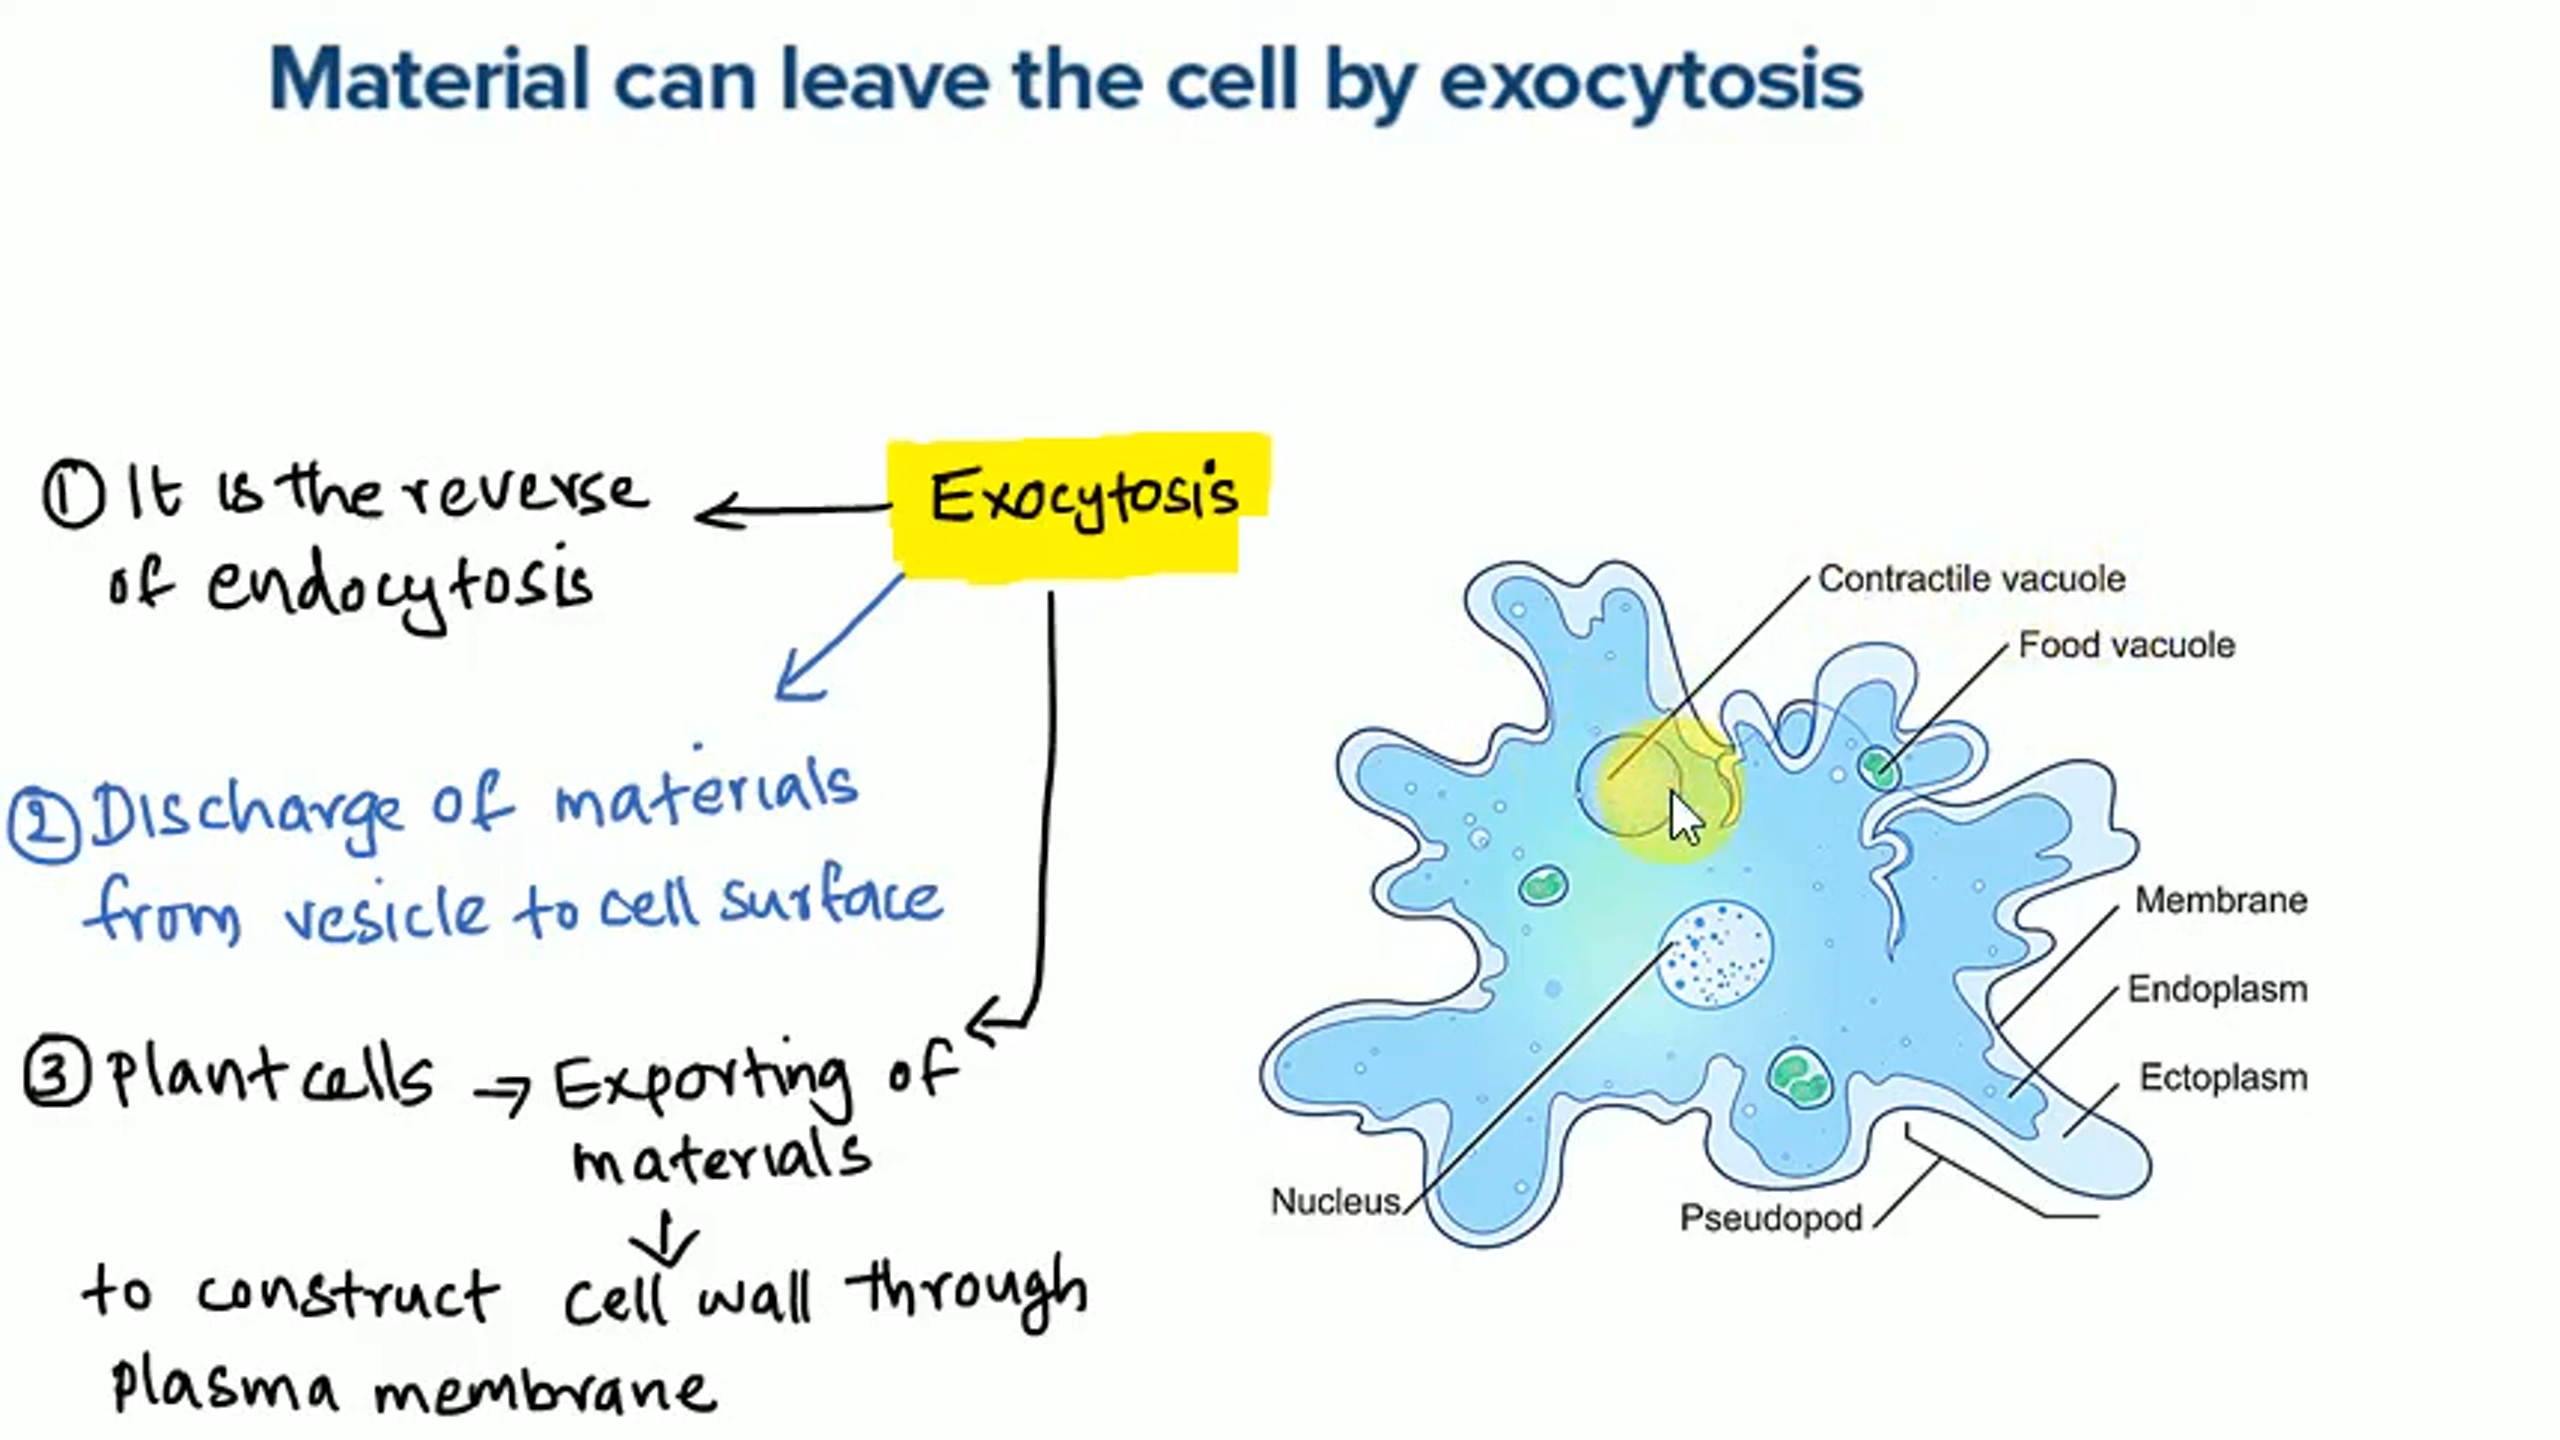 Material can leave the cell by exocytosis
Exocytosis
① It is the reverse
of endocytosis
② Discharge of materials
from vesicle to cell surface
③ Plant cells → Exporting of
materials
↓
to construct cell wall through
plasma membrane
Contractile vacuole
Food vacuole
Membrane
Endoplasm
Ectoplasm
Nucleus
Pseudopod